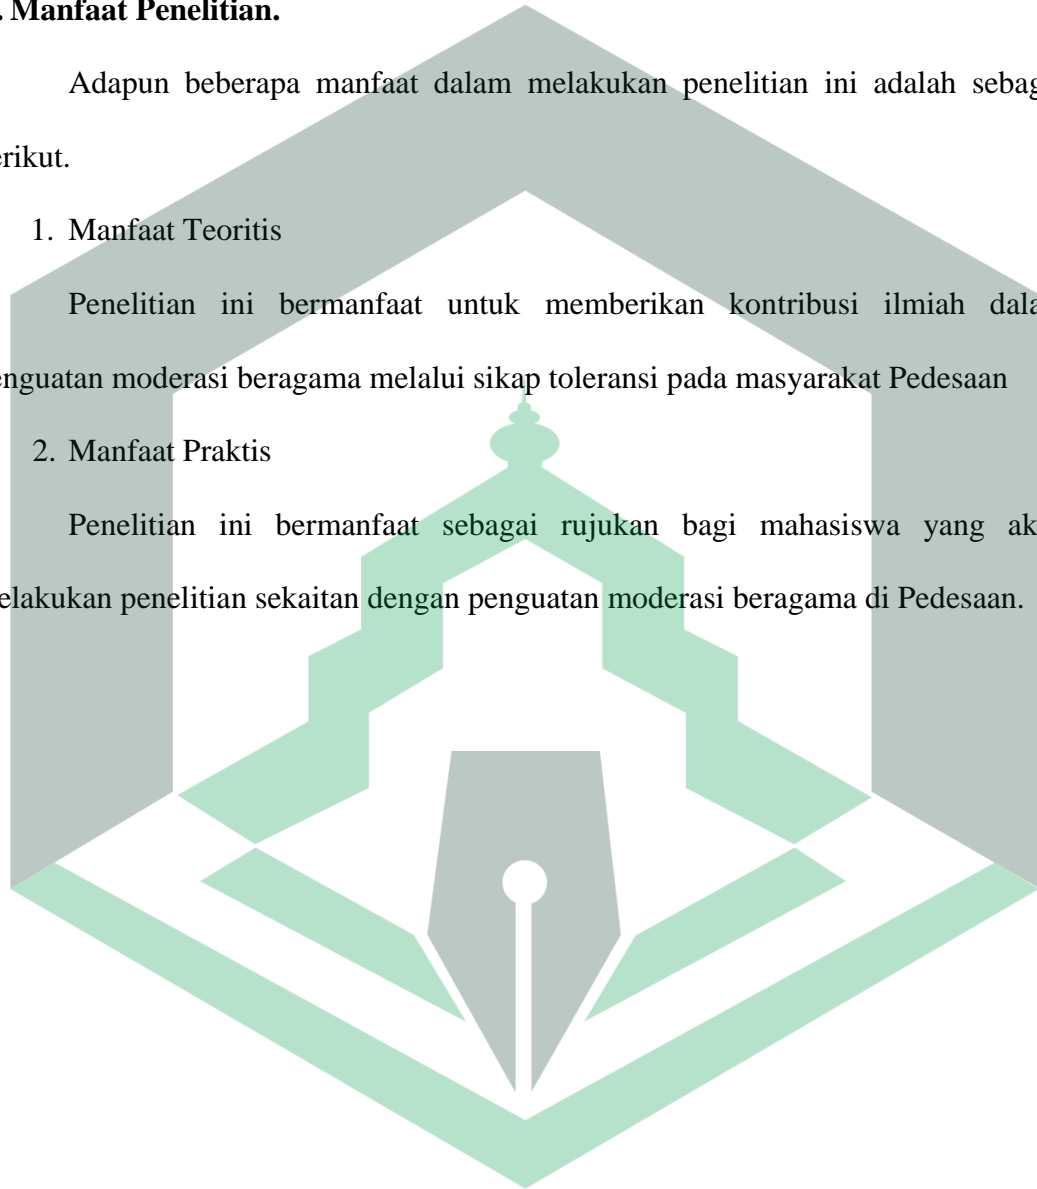 . Manfaat Penelitian.
Adapun beberapa manfaat dalam melakukan penelitian ini adalah sebag
erikut.
1. Manfaat Teoritis
Penelitian ini bermanfaat untuk memberikan kontribusi ilmiah dala
enguatan moderasi beragama melalui sikap toleransi pada masyarakat Pedesaan
2. Manfaat Praktis
Penelitian ini bermanfaat sebagai rujukan bagi mahasiswa yang ak
elakukan penelitian sekaitan dengan penguatan moderasi beragama di Pedesaan.